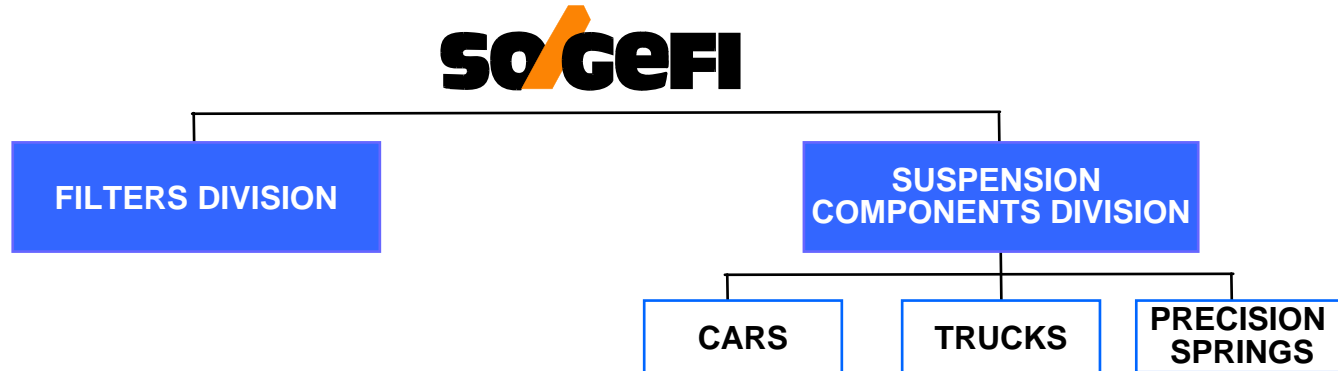 SOGEFI
FILTERS DIVISION
SUSPENSION
COMPONENTS DIVISION
CARS
TRUCKS
PRECISION
SPRINGS